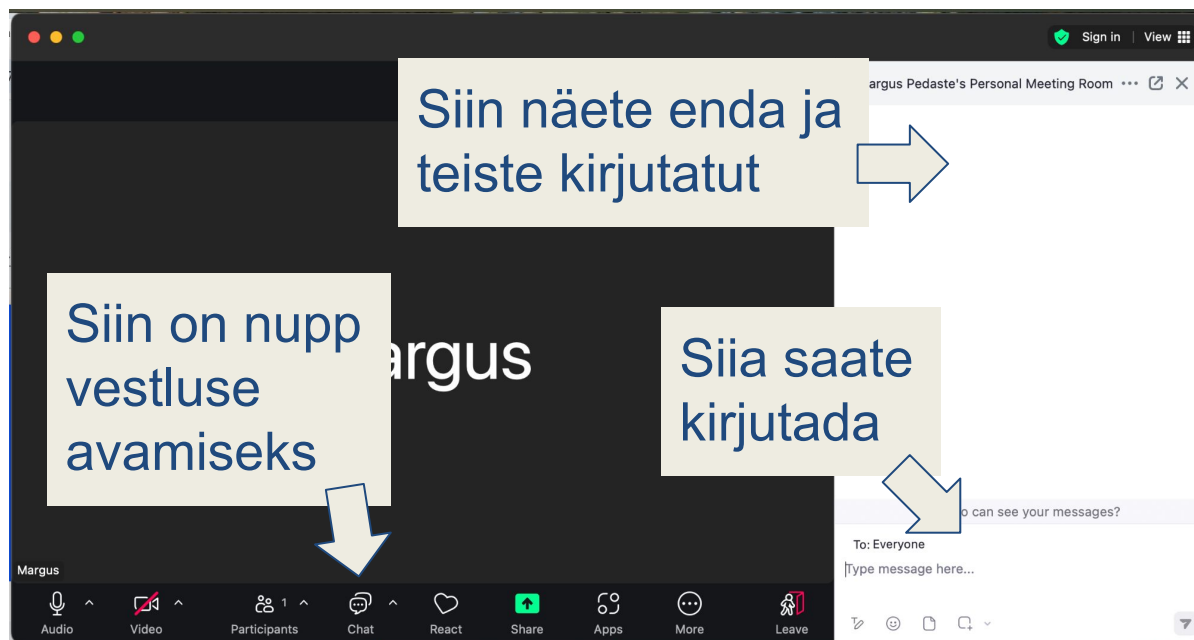 Sign in
View
argus Pedaste's Personal Meeting Room
Siin näete enda ja
teiste kirjutatut
Siin on nupp
vestluse
avamiseks
argus
Siia saate
kirjutada
o can see your messages?
To: Everyone
Type message here...
Margus
Audio
Video
Participants
1
Chat
React
Share
Apps
More
Leave